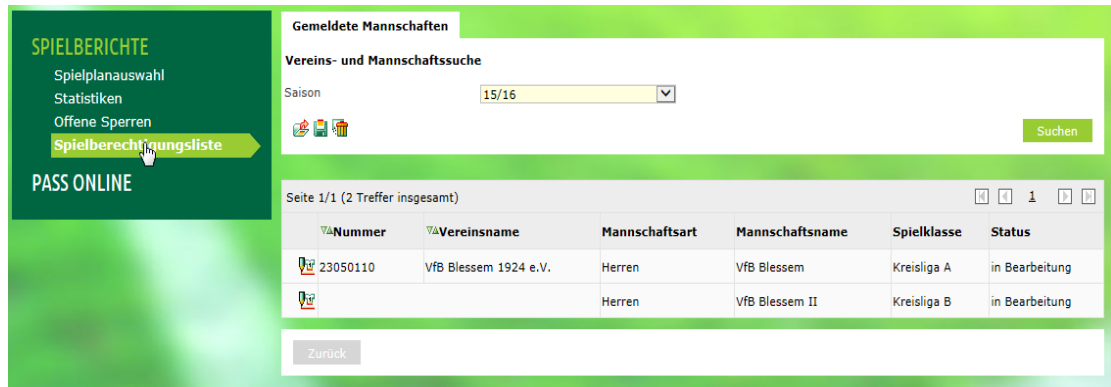 SPIELBERICHTE
Spielplanauswahl
Statistiken
Offene Sperren
Spielberechtigungsliste
PASS ONLINE
Gemeldete Mannschaften
Vereins- und Mannschaftssuche
Saison 15/16
Suchen
Seite 1/1 (2 Treffer insgesamt) 1
Nummer Vereinsname Mannschaftsart Mannschaftsname Spielklasse Status
23050110 VfB Blessem 1924 e.V. Herren VfB Blessem Kreisliga A in Bearbeitung
Herren VfB Blessem II Kreisliga B in Bearbeitung
Zurück